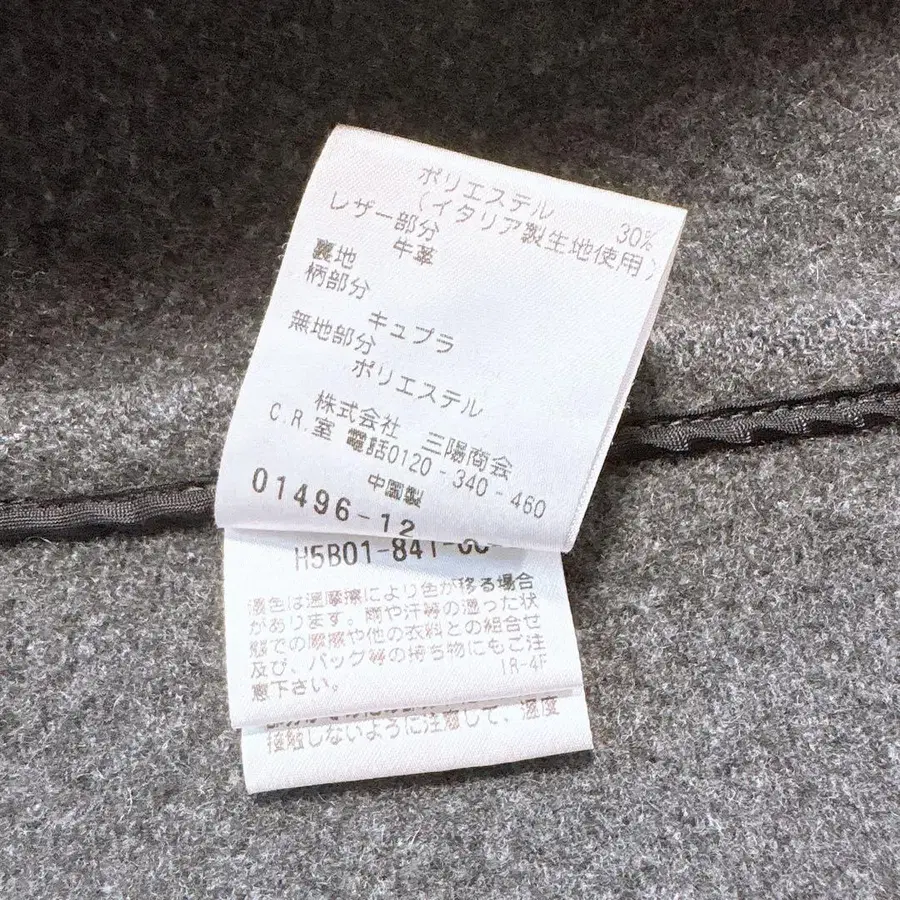 ポリエステル 30%
(イタリア製生地使用)
レザー部分
牛革
裏地
柄部分
キュプラ
無地部分
ポリエステル
株式会社 三陽商会
C.R.室 電話0120-340-460
中国製
01496-12
H5B01-841-
濃色は湿摩擦により色が移る場合
があります。雨や汗等の湿った状
態での摩擦や他の衣料との組合せ
及び、バッグ等の持ち物にもご注
意下さい。 IR-4F
接触しないように注意して、温度